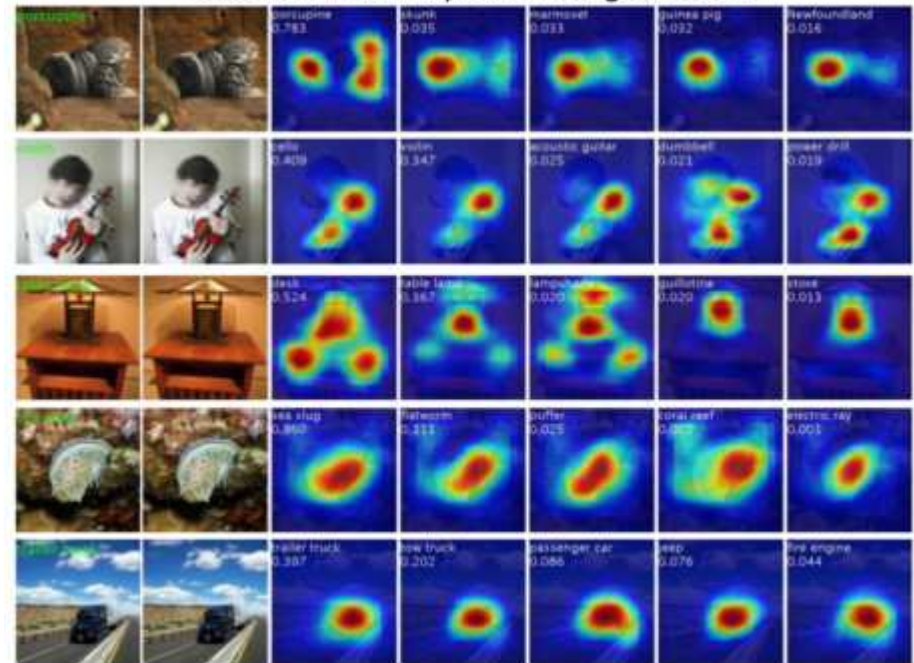 porcupine
porcupine skunk marmoset guinea pig Newfoundland
0.783 0.035 0.033 0.032 0.016
cello violin acoustic guitar dumbbell power drill
0.409 0.347 0.025 0.021 0.019
desk table lamp lampshade guillotine stove
0.524 0.167 0.020 0.020 0.013
sea slug flatworm puffer coral reef electric ray
0.860 0.111 0.025 0.001
trailer truck tow truck passenger car jeep fire engine
0.397 0.202 0.086 0.076 0.044